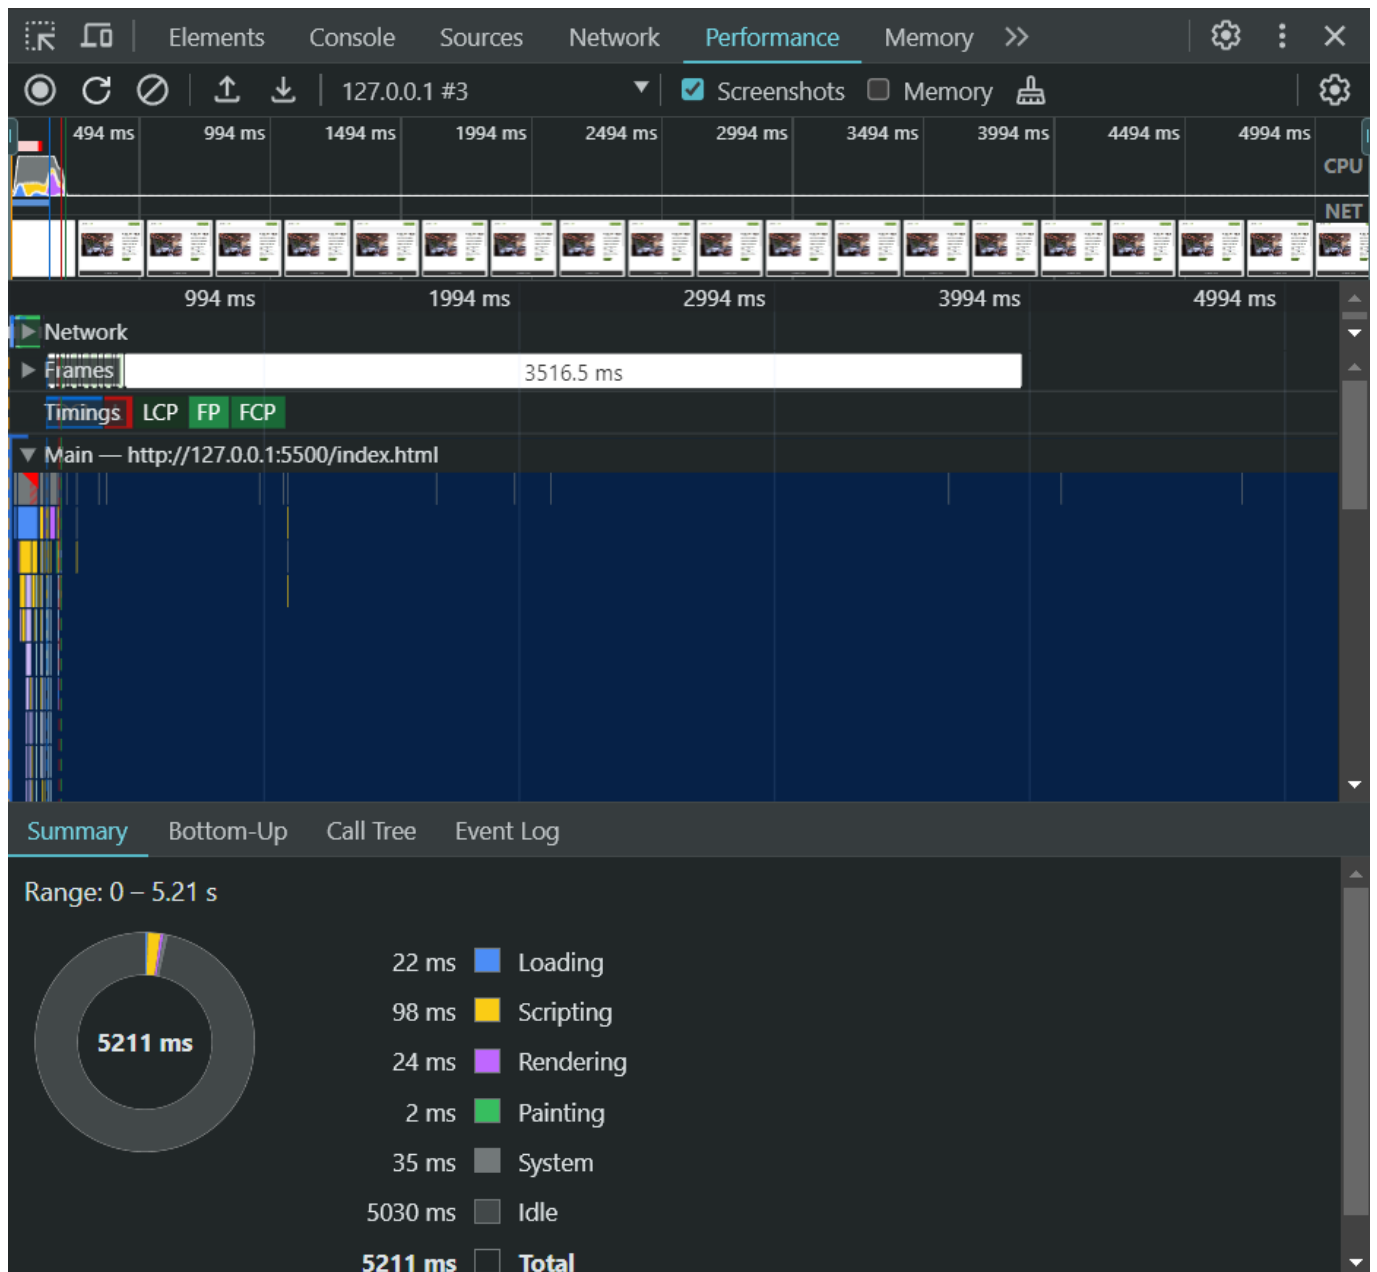 Elements Console Sources Network Performance Memory
127.0.0.1 #3 Screenshots Memory
494 ms 994 ms 1494 ms 1994 ms 2494 ms 2994 ms 3494 ms 3994 ms 4494 ms 4994 ms
CPU
NET
994 ms 1994 ms 2994 ms 3994 ms 4994 ms
Network
Frames 3516.5 ms
Timings LCP FP FCP
Main — http://127.0.0.1:5500/index.html
Summary Bottom-Up Call Tree Event Log
Range: 0 – 5.21 s
22 ms Loading
98 ms Scripting
5211 ms
24 ms Rendering
2 ms Painting
35 ms System
5030 ms Idle
5211 ms Total